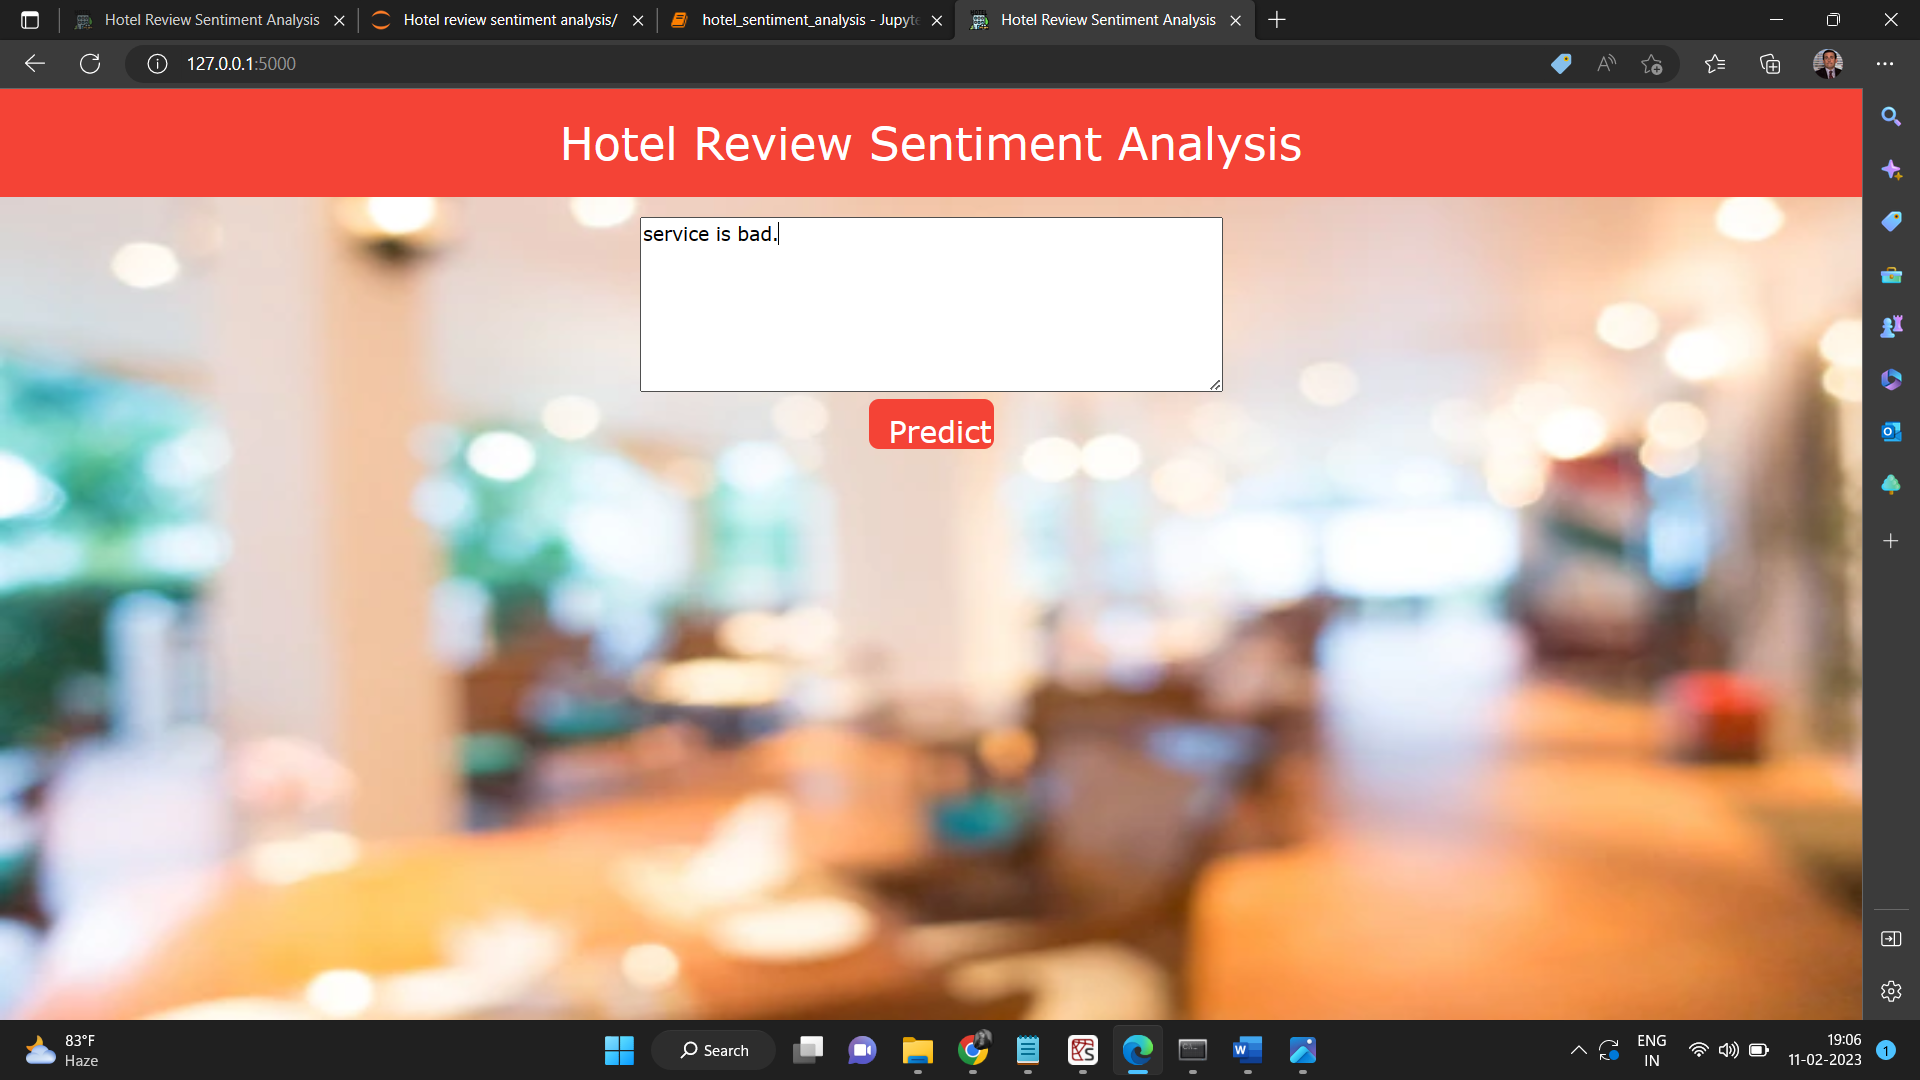 Hotel Review Sentiment Analysis
Hotel review sentiment analysis/
hotel_sentiment_analysis - Jupyte
Hotel Review Sentiment Analysis
127.0.0.1:5000
Hotel Review Sentiment Analysis
service is bad.
Predict
83°F
Haze
Search
ENG
IN
19:06
11-02-2023
1